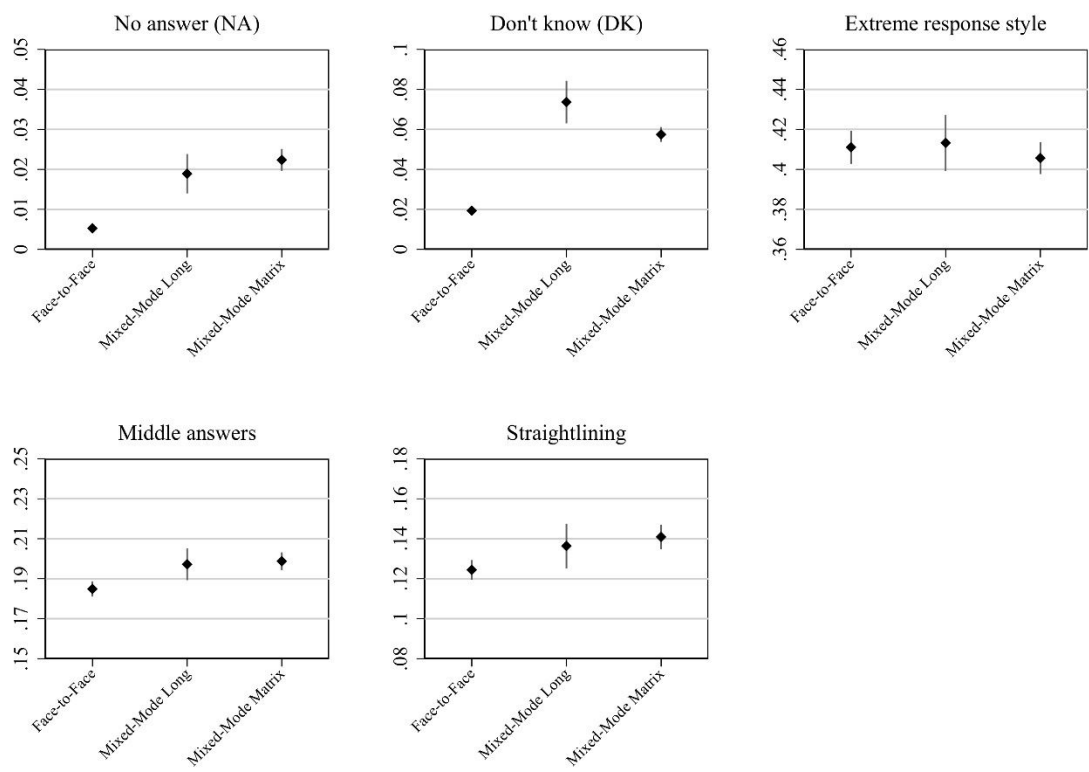 No answer (NA)
.05
.04
.03
.02
.01
0
Face-to-Face
Mixed-Mode Long
Mixed-Mode Matrix
Don't know (DK)
.1
.08
.06
.04
.02
0
Face-to-Face
Mixed-Mode Long
Mixed-Mode Matrix
Extreme response style
.46
.44
.42
.4
.38
.36
Face-to-Face
Mixed-Mode Long
Mixed-Mode Matrix
Middle answers
.25
.23
.21
.19
.17
.15
Face-to-Face
Mixed-Mode Long
Mixed-Mode Matrix
Straightlining
.18
.16
.14
.12
.1
.08
Face-to-Face
Mixed-Mode Long
Mixed-Mode Matrix